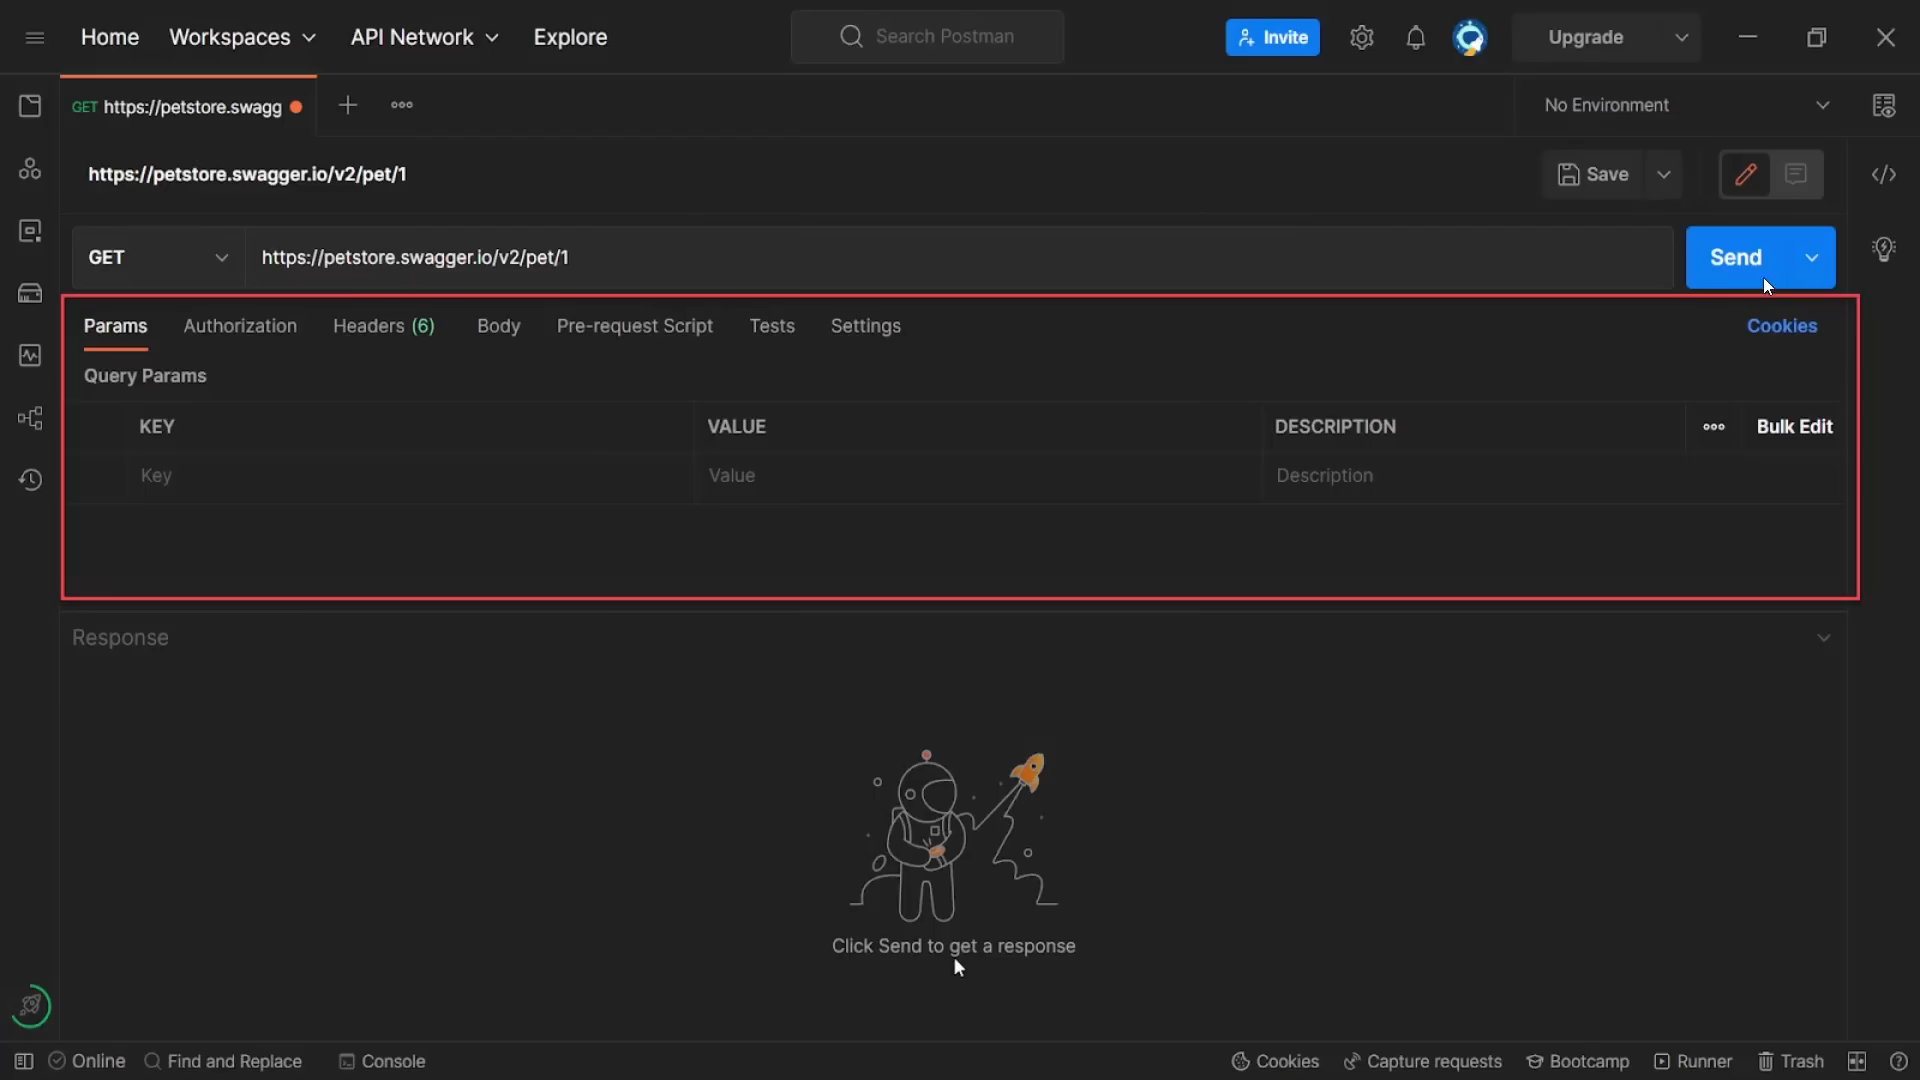 Home Workspaces API Network Explore Search Postman Invite Upgrade
GET https://petstore.swagg No Environment
https://petstore.swagger.io/v2/pet/1 Save
GET https://petstore.swagger.io/v2/pet/1 Send
Params Authorization Headers (6) Body Pre-request Script Tests Settings Cookies
Query Params
KEY VALUE DESCRIPTION Bulk Edit
Key Value Description
Response
Click Send to get a response
Online Find and Replace Console Cookies Capture requests Bootcamp Runner Trash